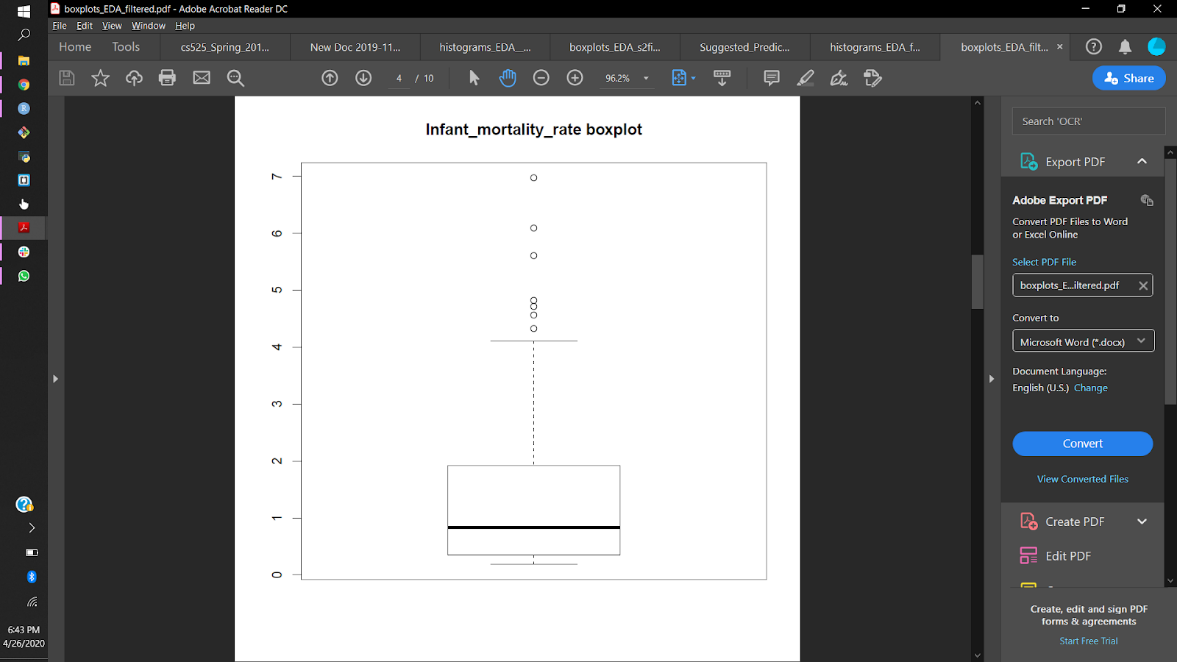 boxplots_EDA_filtered.pdf - Adobe Acrobat Reader DC
File Edit View Window Help
Home Tools cs525_Spring_201... New Doc 2019-11... histograms_EDA_... boxplots_EDA_s2fi... Suggested_Predic... histograms_EDA_f... boxplots_EDA_filt... ×
4 / 10 96.2% Share
Infant_mortality_rate boxplot
7
6
5
4
3
2
1
0
Search 'OCR'
Export PDF
Adobe Export PDF
Convert PDF Files to Word
or Excel Online
Select PDF File
boxplots_E...iltered.pdf
Convert to
Microsoft Word (*.docx)
Document Language:
English (U.S.) Change
Convert
View Converted Files
Create PDF
Edit PDF
Create, edit and sign PDF
forms & agreements
Start Free Trial
6:43 PM
4/26/2020